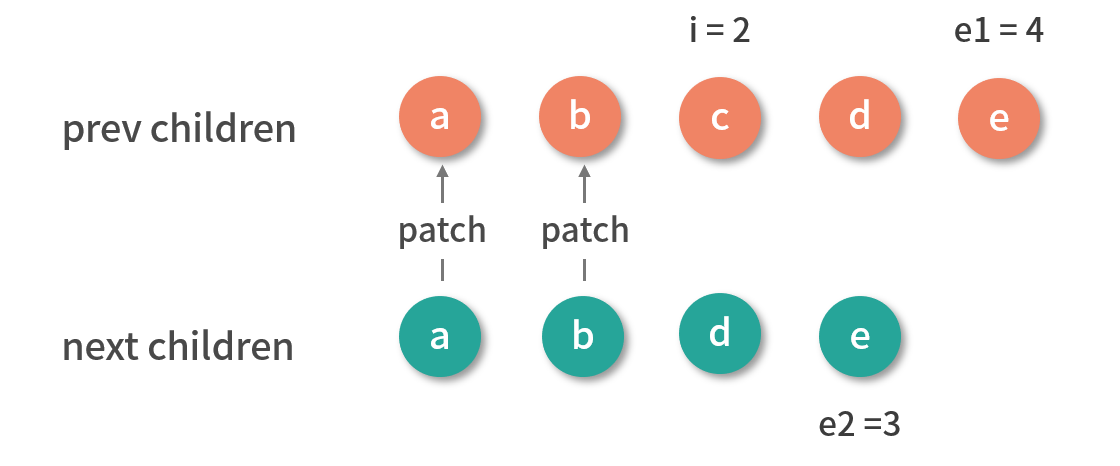 i = 2
e1 = 4
prev children
a
b
c
d
e
patch
patch
next children
a
b
d
e
e2 =3